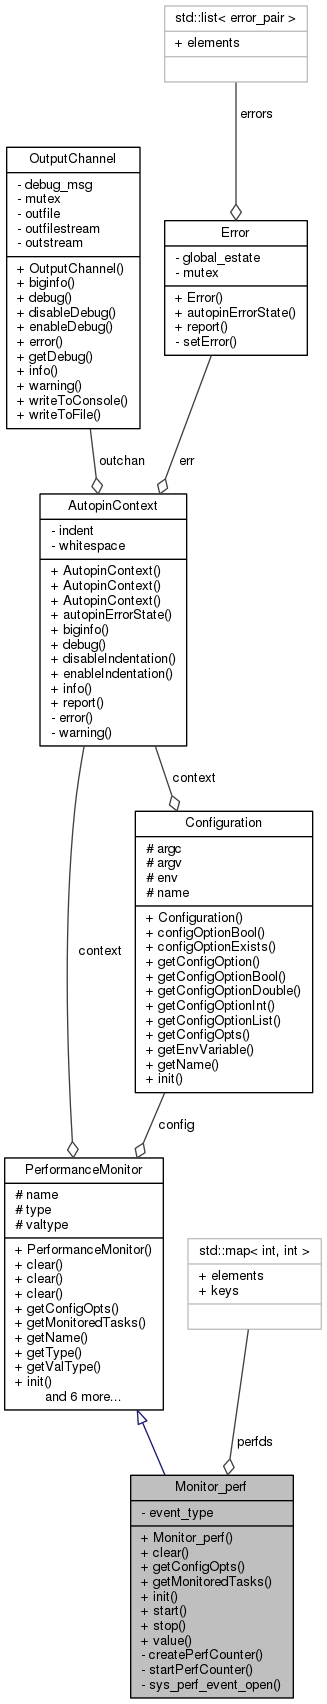 std::list< error_pair >
+ elements
errors
OutputChannel
- debug_msg
- mutex
- outfile
- outfilestream
- outstream
+ OutputChannel()
+ biginfo()
+ debug()
+ disableDebug()
+ enableDebug()
+ error()
+ getDebug()
+ info()
+ warning()
+ writeToConsole()
+ writeToFile()
Error
- global_estate
- mutex
+ Error()
+ autopinErrorState()
+ report()
- setError()
outchan
err
AutopinContext
- indent
- whitespace
+ AutopinContext()
+ AutopinContext()
+ AutopinContext()
+ autopinErrorState()
+ biginfo()
+ debug()
+ disableIndentation()
+ enableIndentation()
+ info()
+ report()
- error()
- warning()
context
Configuration
# argc
# argv
# env
# name
+ Configuration()
+ configOptionBool()
+ configOptionExists()
+ getConfigOption()
+ getConfigOptionBool()
+ getConfigOptionDouble()
+ getConfigOptionInt()
+ getConfigOptionList()
+ getConfigOpts()
+ getEnvVariable()
+ getName()
+ init()
context
config
PerformanceMonitor
# name
# type
# valtype
+ PerformanceMonitor()
+ clear()
+ clear()
+ clear()
+ getConfigOpts()
+ getMonitoredTasks()
+ getName()
+ getType()
+ getValType()
+ init()
and 6 more...
std::map< int, int >
+ elements
+ keys
perfds
Monitor_perf
- event_type
+ Monitor_perf()
+ clear()
+ getConfigOpts()
+ getMonitoredTasks()
+ init()
+ start()
+ stop()
+ value()
- createPerfCounter()
- startPerfCounter()
- sys_perf_event_open()